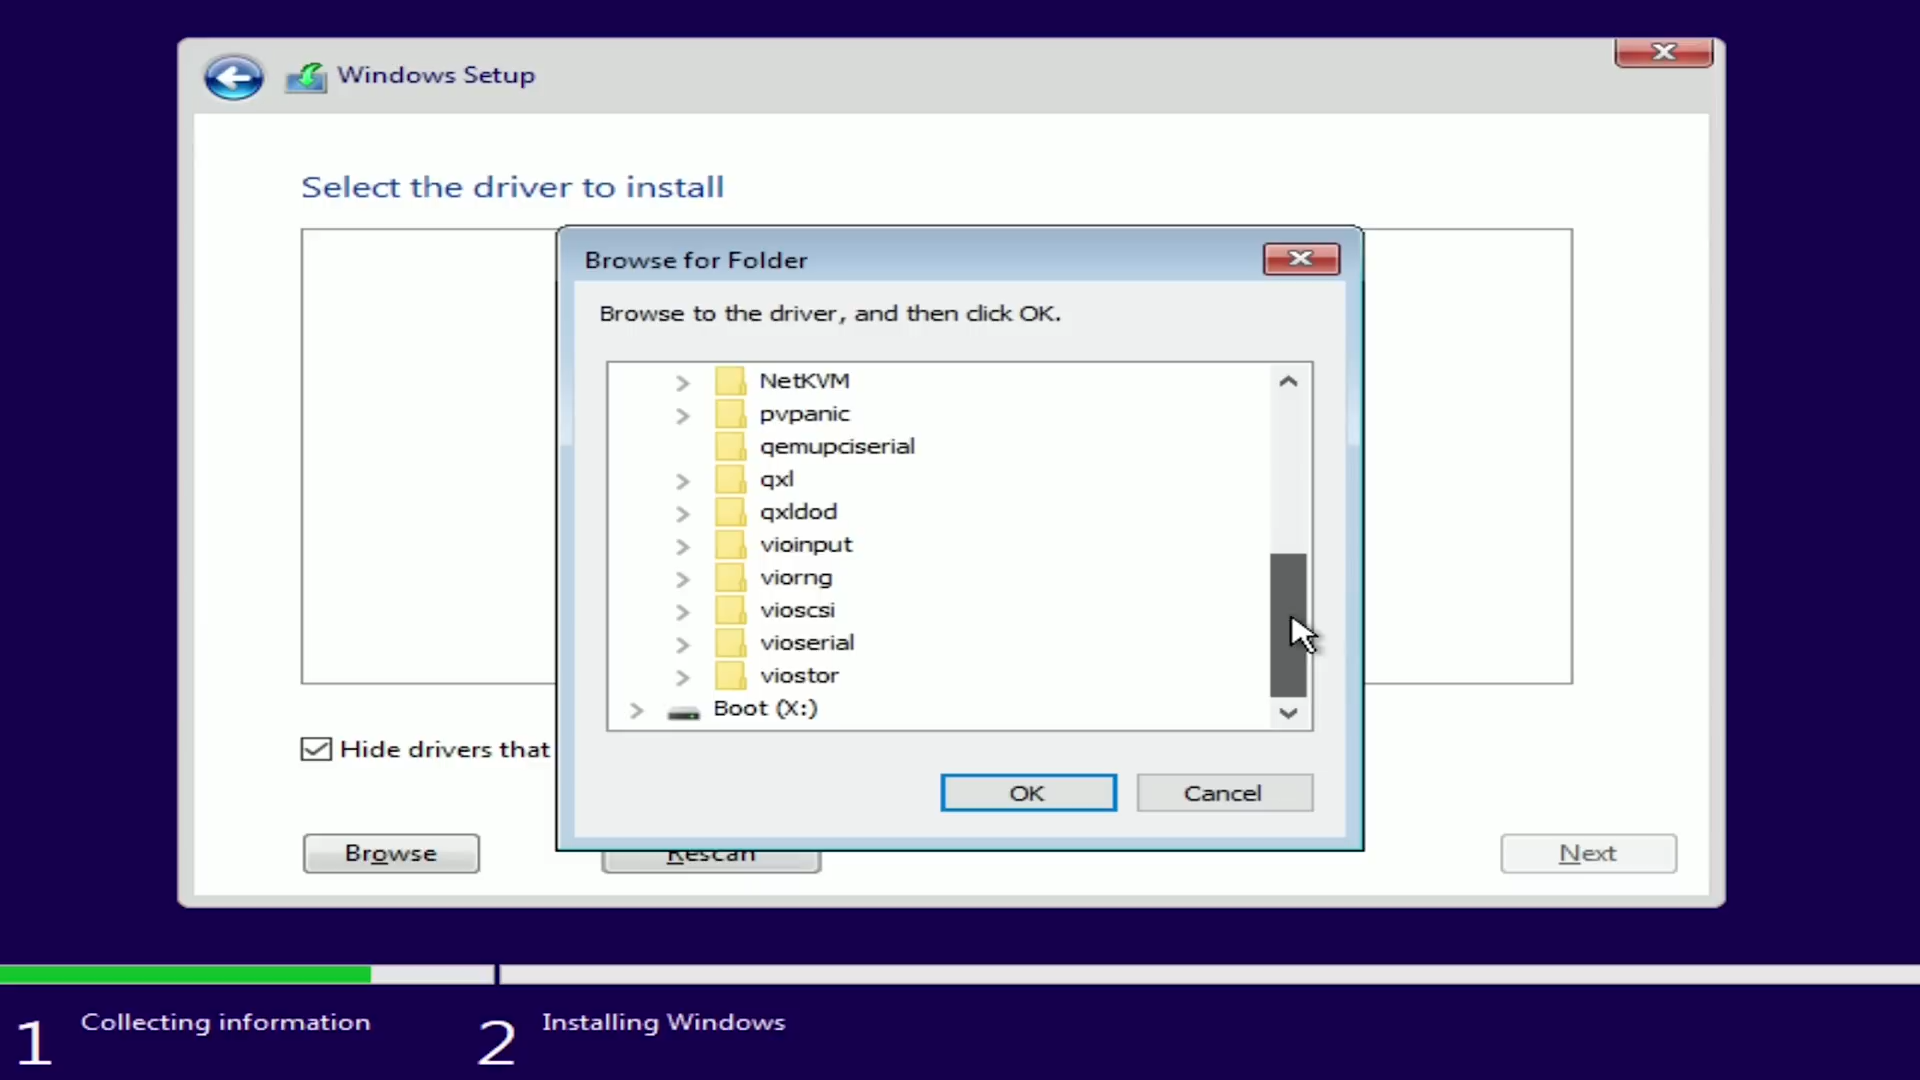 Windows Setup
Select the driver to install
Browse for Folder
Browse to the driver, and then click OK.
NetKVM
pvpanic
qemupciserial
qxl
qxldod
vioinput
viorng
vioscsi
vioserial
viostor
Boot (X:)
OK
Cancel
Hide drivers that
Browse
Rescan
Next
1 Collecting information
2 Installing Windows